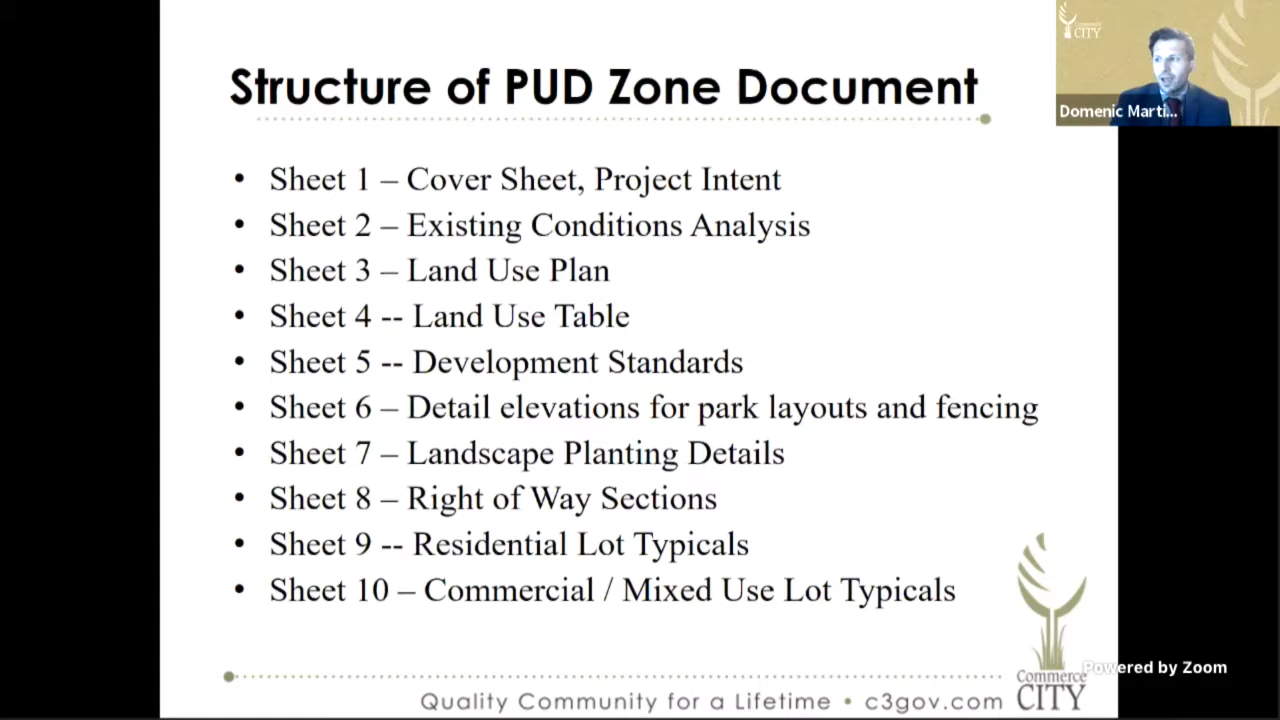 Structure of PUD Zone Document
• Sheet 1 – Cover Sheet, Project Intent
• Sheet 2 – Existing Conditions Analysis
• Sheet 3 – Land Use Plan
• Sheet 4 -- Land Use Table
• Sheet 5 -- Development Standards
• Sheet 6 – Detail elevations for park layouts and fencing
• Sheet 7 – Landscape Planting Details
• Sheet 8 – Right of Way Sections
• Sheet 9 -- Residential Lot Typicals
• Sheet 10 – Commercial / Mixed Use Lot Typicals
Quality Community for a Lifetime • c3gov.com
Commerce
CITY
CITY
Domenic Marti...
Powered by Zoom